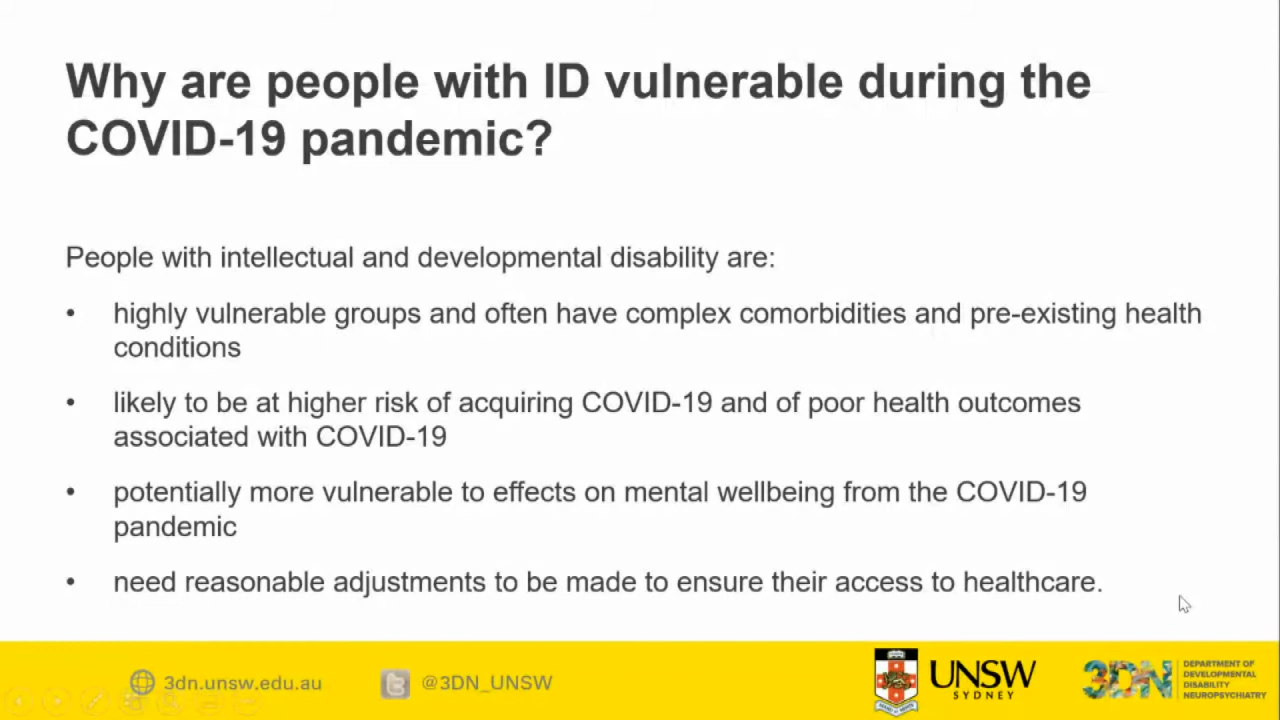 Why are people with ID vulnerable during the
COVID-19 pandemic?
People with intellectual and developmental disability are:
• highly vulnerable groups and often have complex comorbidities and pre-existing health
conditions
• likely to be at higher risk of acquiring COVID-19 and of poor health outcomes
associated with COVID-19
• potentially more vulnerable to effects on mental wellbeing from the COVID-19
pandemic
• need reasonable adjustments to be made to ensure their access to healthcare.
3dn.unsw.edu.au
@3DN_UNSW
UNSW
SYDNEY
3DN
DEPARTMENT OF
DEVELOPMENTAL
DISABILITY
NEUROPSYCHIATRY